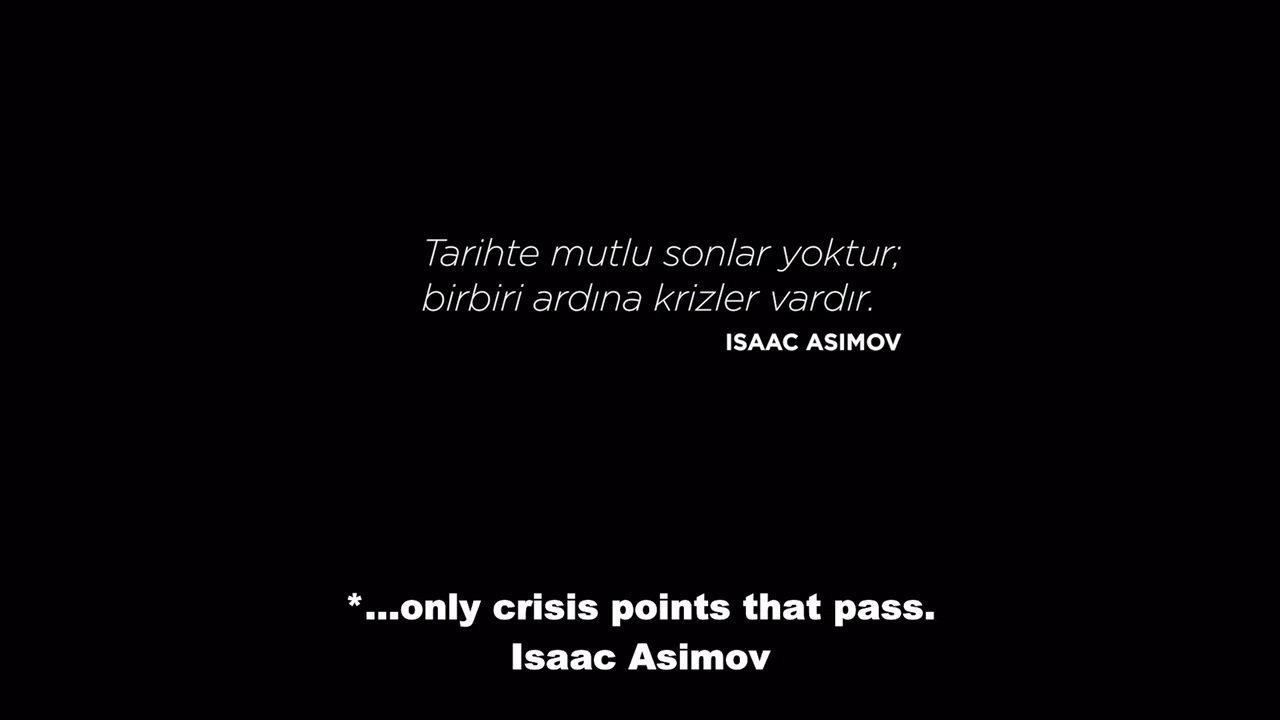 Tarihte mutlu sonlar yoktur;
birbiri ardına krizler vardır.
ISAAC ASIMOV
*...only crisis points that pass.
Isaac Asimov